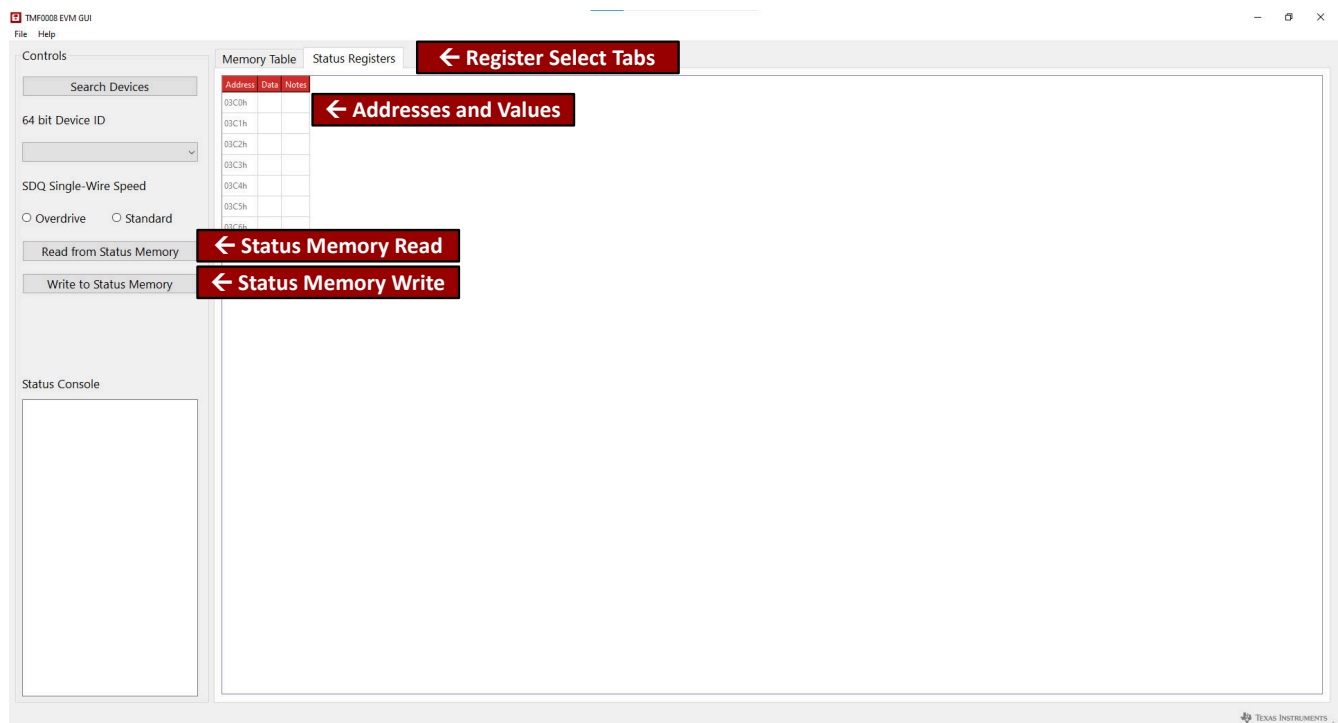 TMF0008 EVM GUI
File Help
Controls
Search Devices
64 bit Device ID
SDQ Single-Wire Speed
Overdrive Standard
Read from Status Memory
Write to Status Memory
Status Console
Memory Table Status Registers
← Register Select Tabs
Address Data Notes
03C0h
← Addresses and Values
03C1h
03C2h
03C3h
03C4h
03C5h
03C6h
← Status Memory Read
← Status Memory Write
TEXAS INSTRUMENTS